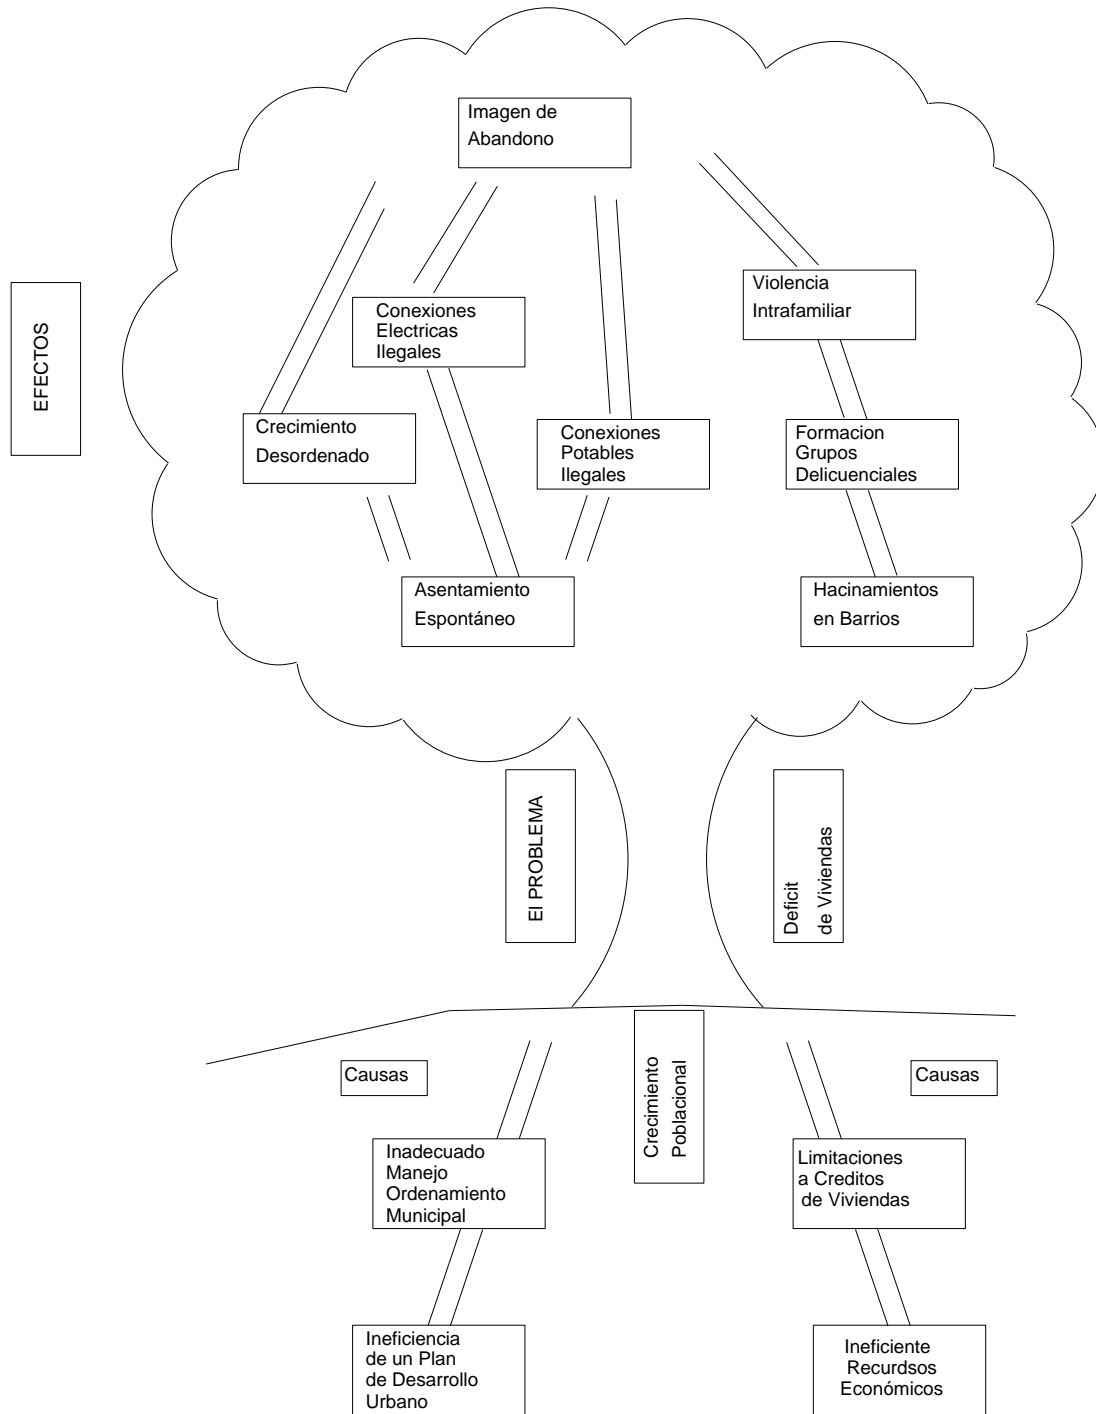 Imagen de
Abandono
Violencia
Intrafamiliar
EFECTOS
Conexiones
Electricas
Ilegales
Crecimiento
Desordenado
Conexiones
Potables
Ilegales
Formacion
Grupos
Delicuenciales
Asentamiento
Espontáneo
Hacinamientos
en Barrios
El PROBLEMA
Deficit
de Viviendas
Causas
Crecimiento
Poblacional
Causas
Inadecuado
Manejo
Ordenamiento
Municipal
Limitaciones
a Creditos
de Viviendas
Ineficiencia
de un Plan
de Desarrollo
Urbano
Ineficiente
Recurdsos
Económicos